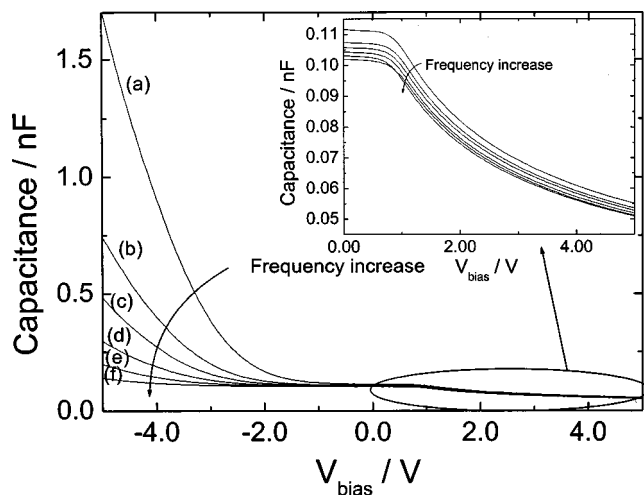 Capacitance / nF
1.5
1.0
0.5
0.0
-4.0
-2.0
0.0
2.0
4.0
V_bias / V
(a)
(b)
(c)
(d)
(e)
(f)
Frequency increase
Capacitance / nF
0.11
0.10
0.09
0.08
0.07
0.06
0.05
0.00
2.00
4.00
V_bias / V
Frequency increase